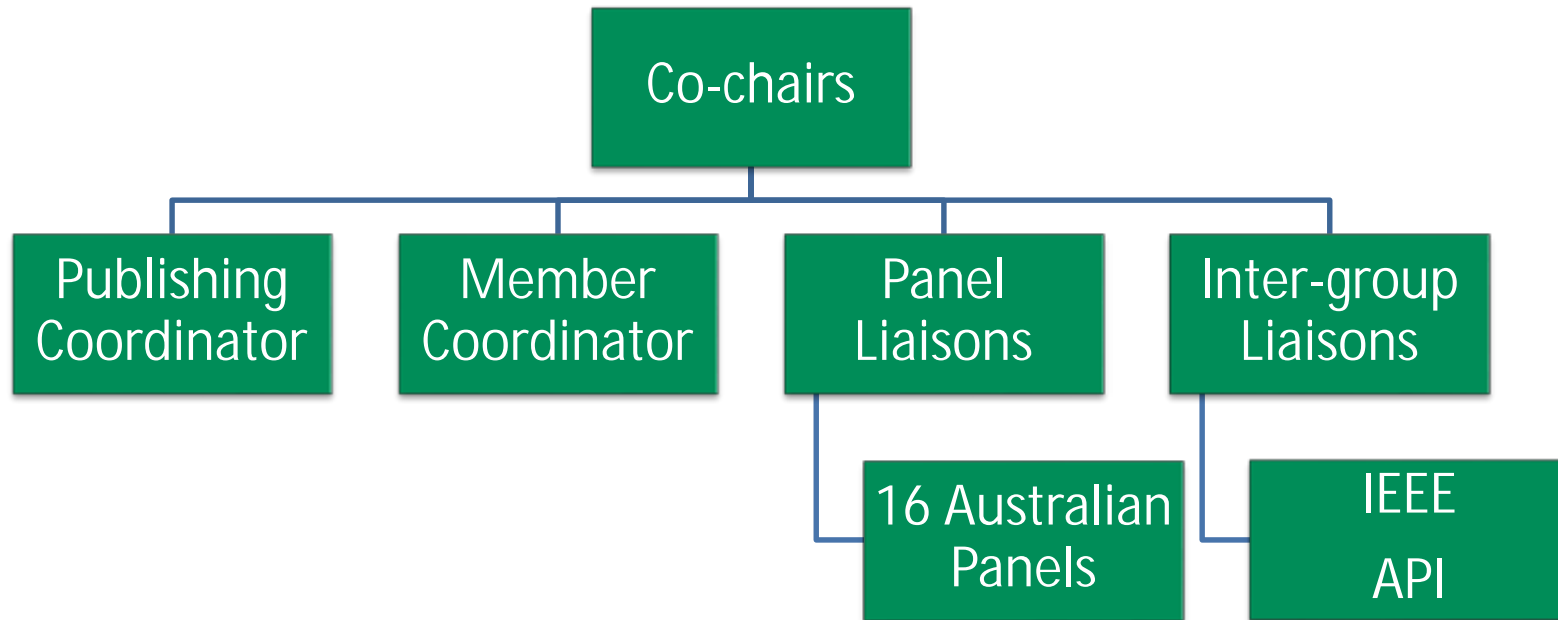 Co-chairs
Publishing
Coordinator
Member
Coordinator
Panel
Liaisons
Inter-group
Liaisons
16 Australian
Panels
IEEE
API